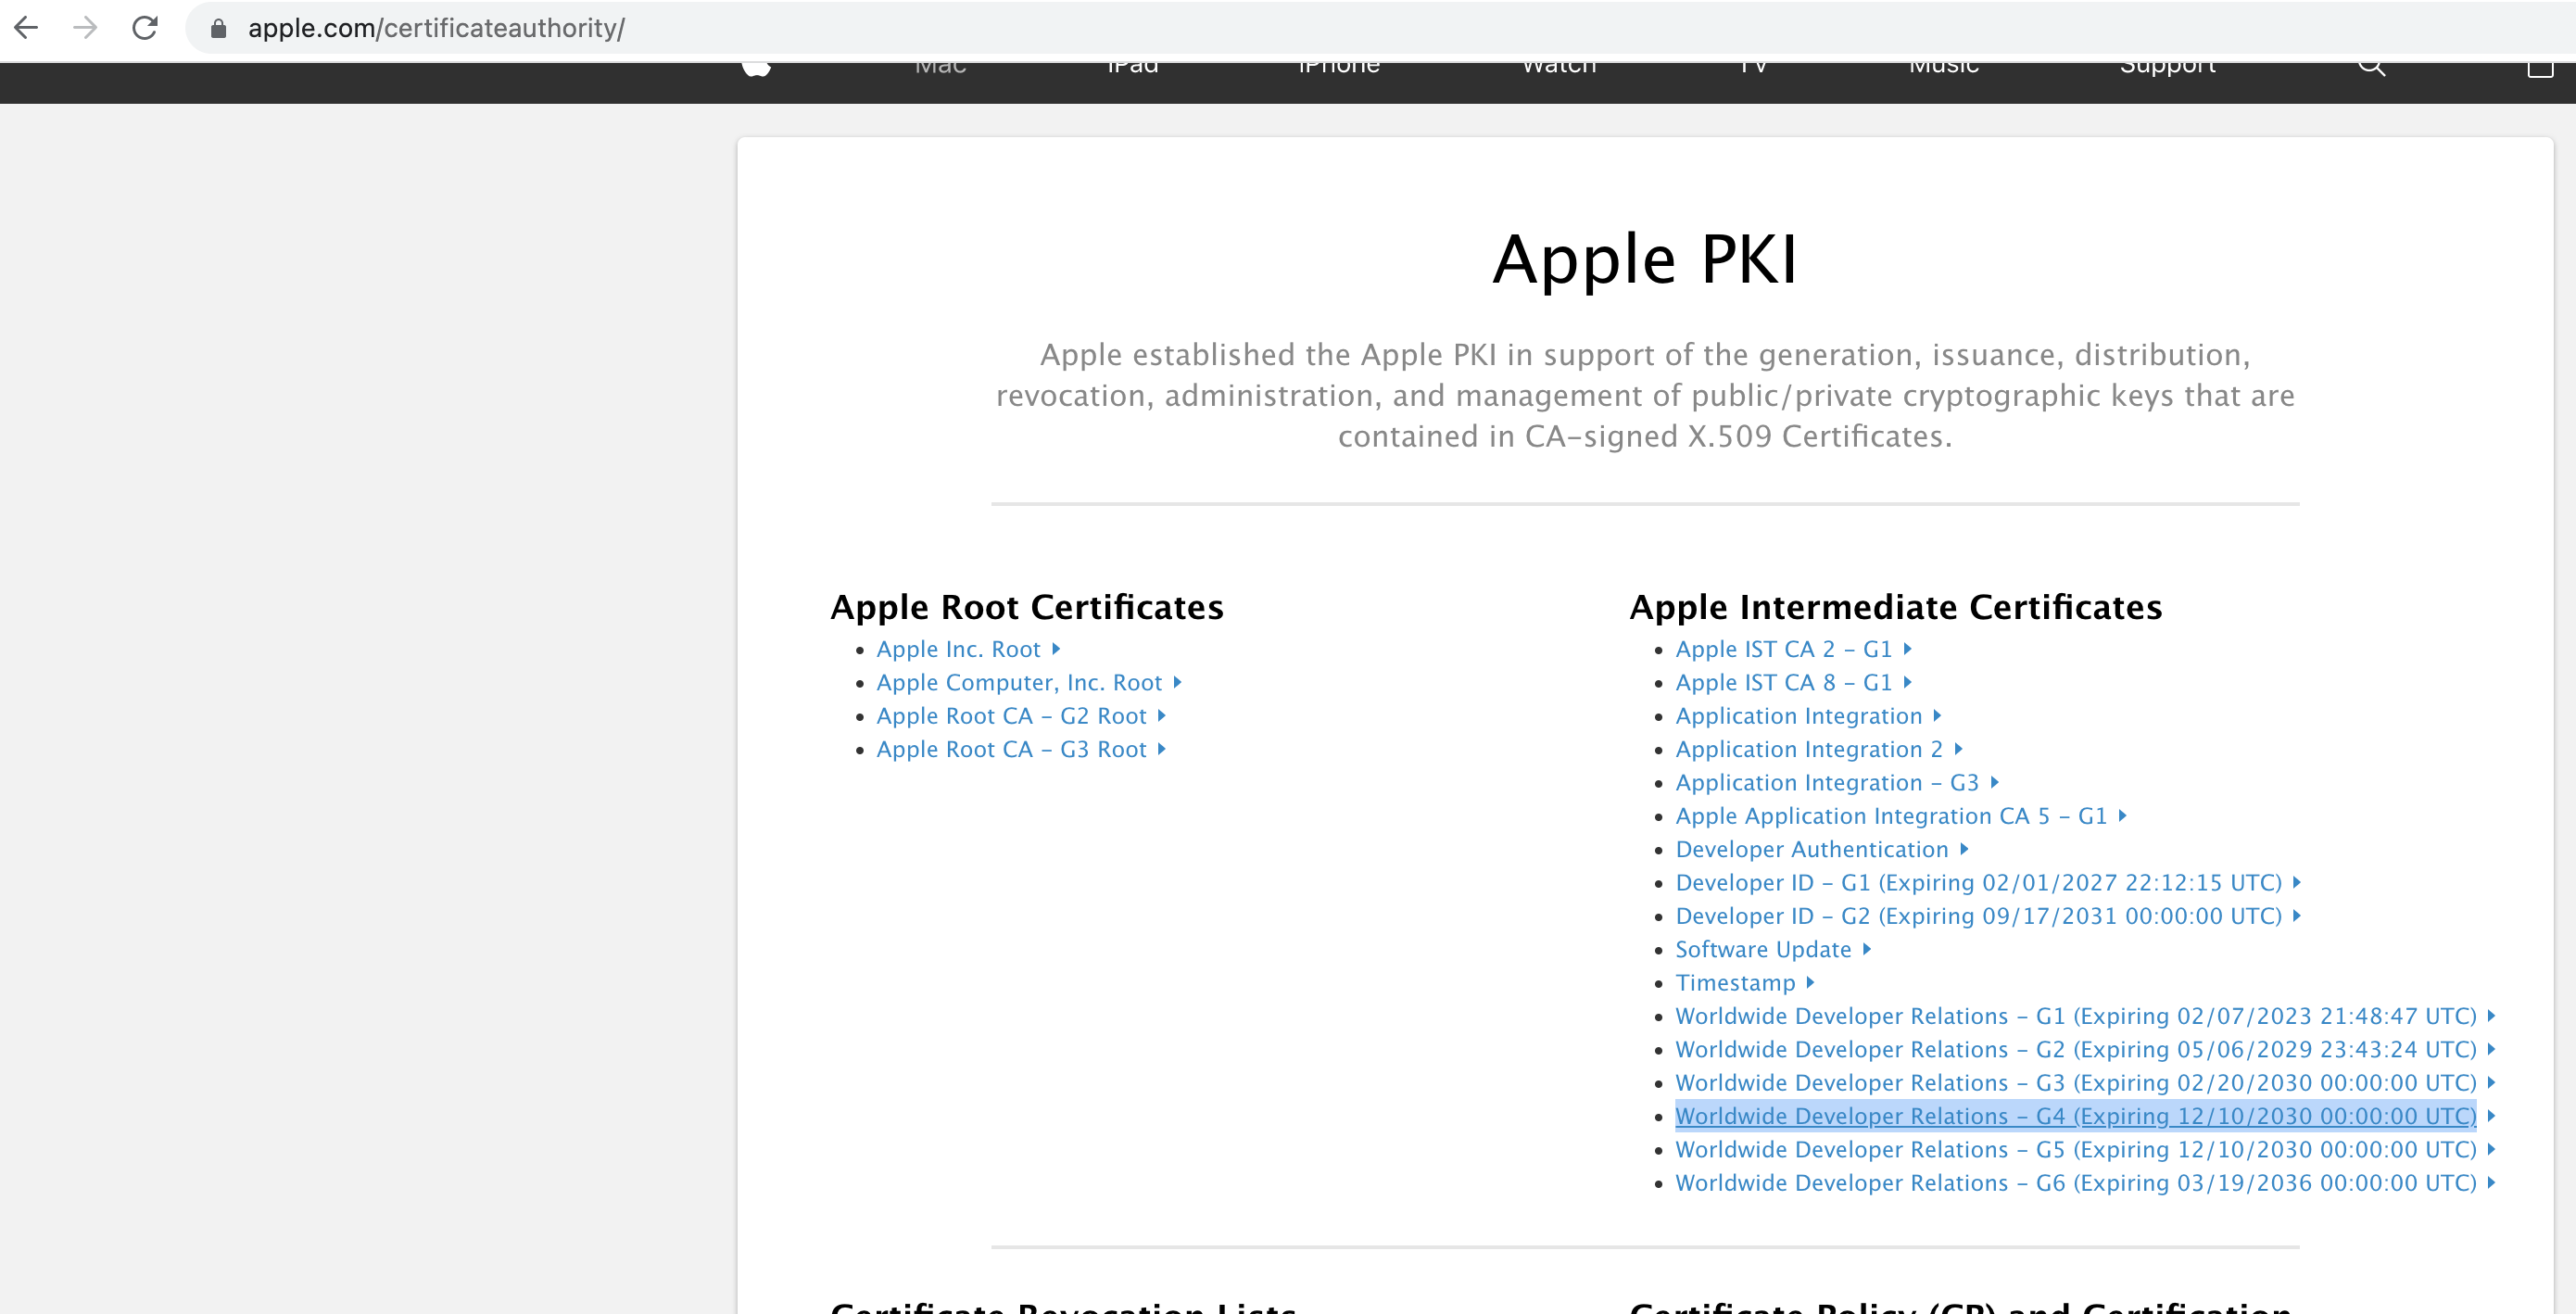 apple.com/certificateauthority/
Mac iPad iPhone Watch TV Music Support
Apple PKI
Apple established the Apple PKI in support of the generation, issuance, distribution,
revocation, administration, and management of public/private cryptographic keys that are
contained in CA-signed X.509 Certificates.
Apple Root Certificates
Apple Inc. Root
Apple Computer, Inc. Root
Apple Root CA - G2 Root
Apple Root CA - G3 Root
Apple Intermediate Certificates
Apple IST CA 2 - G1
Apple IST CA 8 - G1
Application Integration
Application Integration 2
Application Integration - G3
Apple Application Integration CA 5 - G1
Developer Authentication
Developer ID - G1 (Expiring 02/01/2027 22:12:15 UTC)
Developer ID - G2 (Expiring 09/17/2031 00:00:00 UTC)
Software Update
Timestamp
Worldwide Developer Relations - G1 (Expiring 02/07/2023 21:48:47 UTC)
Worldwide Developer Relations - G2 (Expiring 05/06/2029 23:43:24 UTC)
Worldwide Developer Relations - G3 (Expiring 02/20/2030 00:00:00 UTC)
Worldwide Developer Relations - G4 (Expiring 12/10/2030 00:00:00 UTC)
Worldwide Developer Relations - G5 (Expiring 12/10/2030 00:00:00 UTC)
Worldwide Developer Relations - G6 (Expiring 03/19/2036 00:00:00 UTC)
Certificate Revocation Lists
Certificate Policy (CP) and Certification